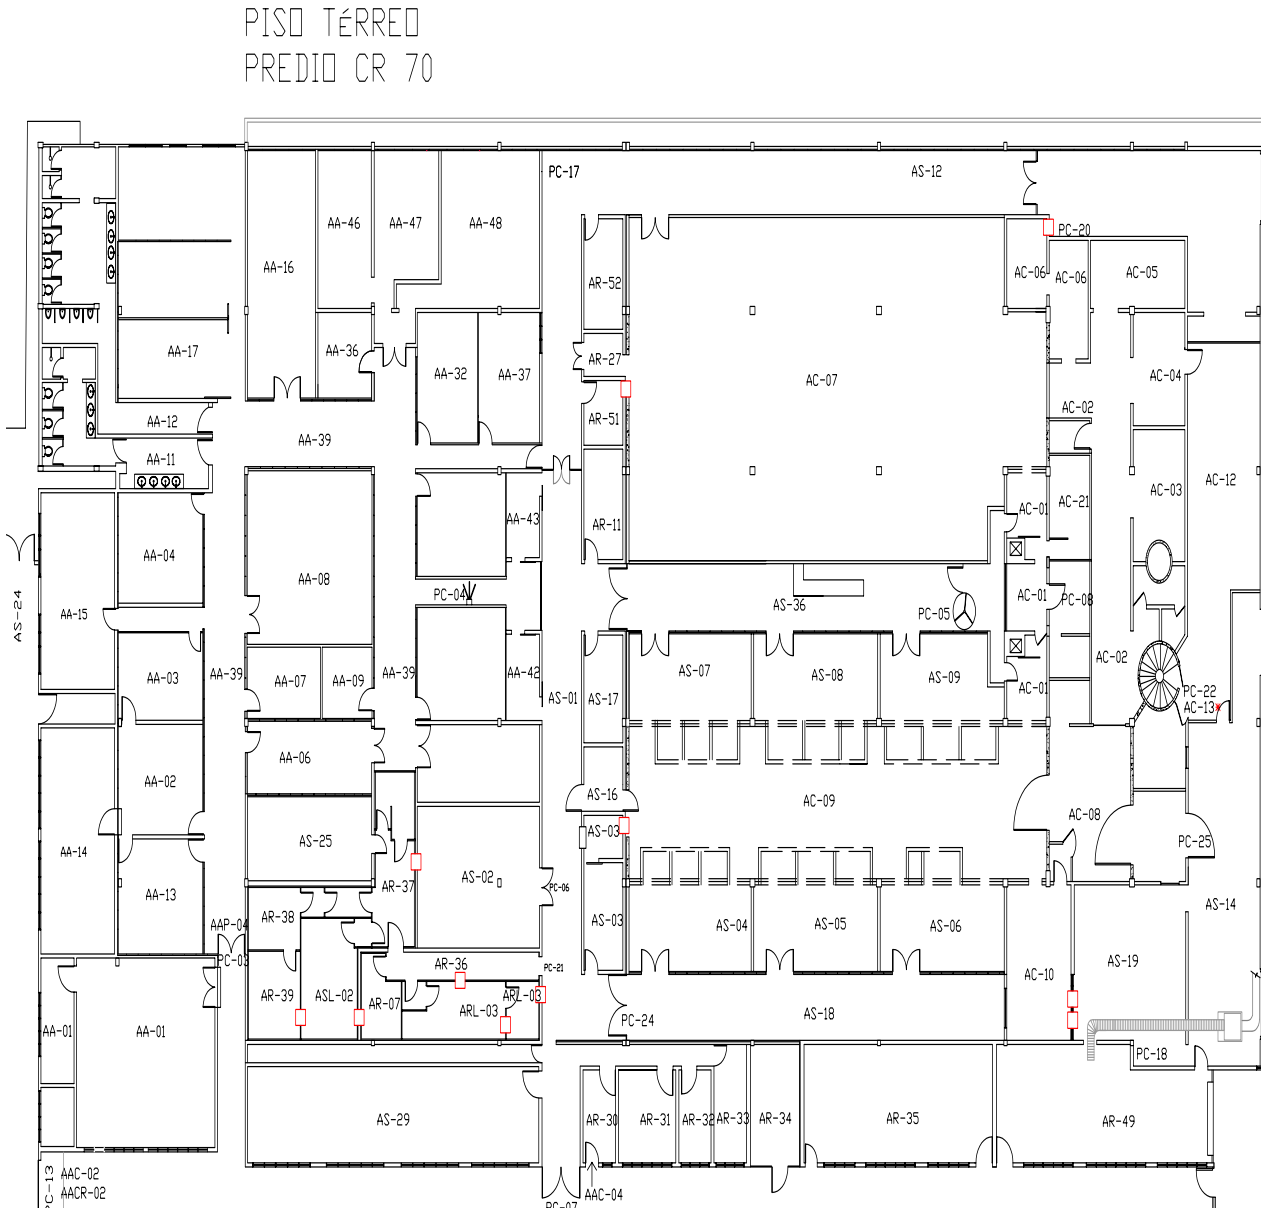 PISO TéRREO
PREDIO CR 70
PC-17
AS-12
AA-46
AA-47
AA-48
PC-20
AA-16
AR-52
AC-06
AC-06
AC-05
AA-17
AA-36
AA-32
AA-37
AR-27
AC-07
AC-04
AA-12
AA-39
AR-51
AC-02
AA-11
AC-21
AC-03
AC-12
AA-43
AR-11
AC-01
AA-04
AA-08
AS-24
AA-15
PC-04
AS-36
PC-05
AC-01
PC-08
AA-03
AA-39
AA-07
AA-09
AA-39
AA-42
AS-01
AS-17
AS-07
AS-08
AS-09
AC-01
AC-02
PC-22
AC-13
AA-02
AA-06
AS-16
AC-09
AC-08
AA-14
AS-25
AS-03
PC-25
AA-13
AR-37
AS-02
PC-06
AAP-04
AR-38
AS-03
AS-04
AS-05
AS-06
AS-14
PC-03
AR-36
PC-21
AS-19
AA-01
AA-01
AR-39
ASL-02
AR-07
ARL-03
ARL-03
PC-24
AS-18
AC-10
PC-18
AS-29
AR-30
AR-31
AR-32
AR-33
AR-34
AR-35
AR-49
PC-13
AAC-02
AACR-02
AAC-04
PC-07